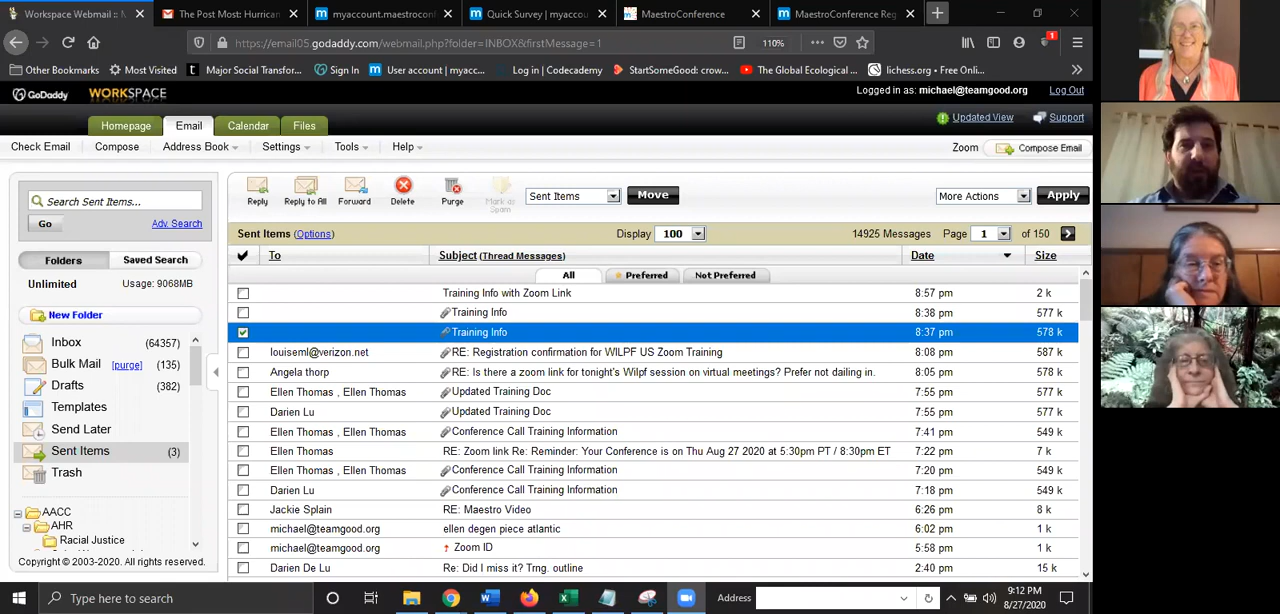 Workspace Webmail :: M
The Post Most: Hurrican
myaccount.maestroconf
Quick Survey | myaccou
MaestroConference
MaestroConference Reg
https://email05.godaddy.com/webmail.php?folder=INBOX&firstMessage=1
110%
1
Other Bookmarks
Most Visited
Major Social Transfor...
Sign In
User account | myacc...
Log in | Codecademy
StartSomeGood: crow...
The Global Ecological ...
lichess.org • Free Onli...
GoDaddy WORKSPACE
Logged in as: michael@teamgood.org
Log Out
Homepage Email Calendar Files
Updated View Support
Check Email Compose Address Book Settings Tools Help
Zoom Compose Email
Search Sent Items...
Go Adv. Search
Reply Reply to All Forward Delete Purge Mark as Spam
Sent Items Move
More Actions Apply
Sent Items (Options) Display 100 14925 Messages Page 1 of 150
Folders Saved Search
To Subject (Thread Messages) Date Size
All Preferred Not Preferred
Unlimited Usage: 9068MB
New Folder
Inbox (64357)
Bulk Mail [purge] (135)
Drafts (382)
Templates
Send Later
Sent Items (3)
Trash
AACC
AHR
Racial Justice
Copyright © 2003-2020. All rights reserved.
Training Info with Zoom Link 8:57 pm 2 k
Training Info 8:38 pm 577 k
Training Info 8:37 pm 578 k
louiseml@verizon.net RE: Registration confirmation for WILPF US Zoom Training 8:08 pm 587 k
Angela thorp RE: Is there a zoom link for tonight's Wilpf session on virtual meetings? Prefer not dailing in. 8:05 pm 578 k
Ellen Thomas , Ellen Thomas Updated Training Doc 7:55 pm 577 k
Darien Lu Updated Training Doc 7:55 pm 577 k
Ellen Thomas , Ellen Thomas Conference Call Training Information 7:41 pm 549 k
Ellen Thomas RE: Zoom link Re: Reminder: Your Conference is on Thu Aug 27 2020 at 5:30pm PT / 8:30pm ET 7:22 pm 7 k
Ellen Thomas , Ellen Thomas Conference Call Training Information 7:20 pm 549 k
Darien Lu Conference Call Training Information 7:18 pm 549 k
Jackie Splain RE: Maestro Video 6:26 pm 8 k
michael@teamgood.org ellen degen piece atlantic 6:02 pm 1 k
michael@teamgood.org Zoom ID 5:58 pm 1 k
Darien De Lu Re: Did I miss it? Trng. outline 2:40 pm 15 k
Type here to search
Address
9:12 PM
8/27/2020